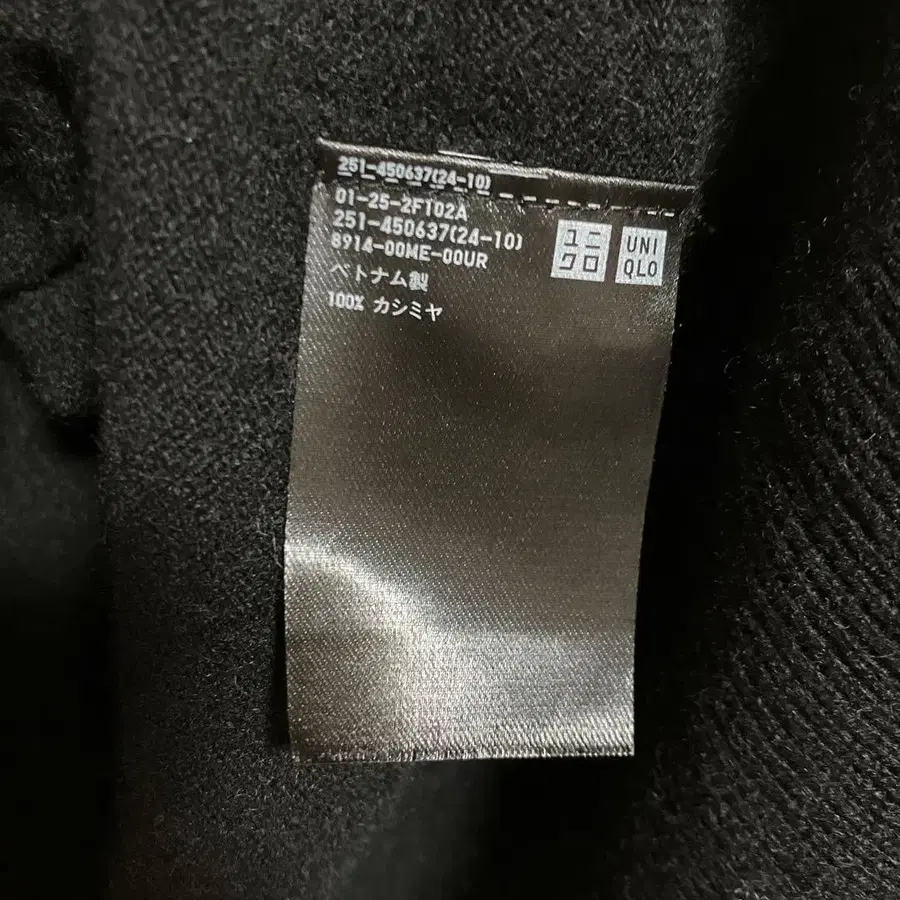 251-450637(24-10)
01-25-2F102A
251-450637(24-10)
8914-00ME-00UR
ベトナム製
100% カシミヤ
ユニ
クロ
UNI
QLO